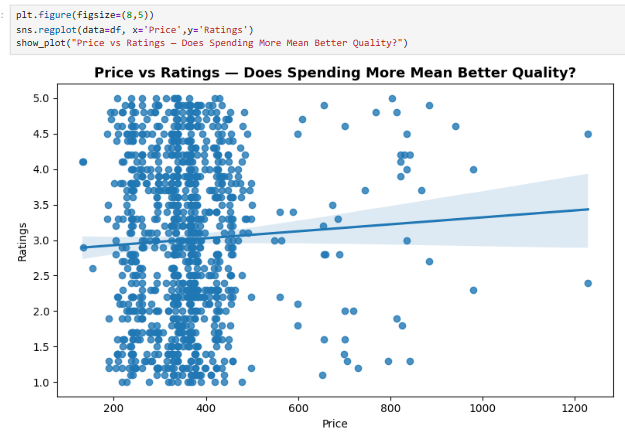 plt.figure(figsize=(8,5))
sns.regplot(data=df, x='Price',y='Ratings')
show_plot("Price vs Ratings — Does Spending More Mean Better Quality?")
Price vs Ratings — Does Spending More Mean Better Quality?
5.0
4.5
4.0
3.5
3.0
2.5
2.0
1.5
1.0
Ratings
200 400 600 800 1000 1200
Price